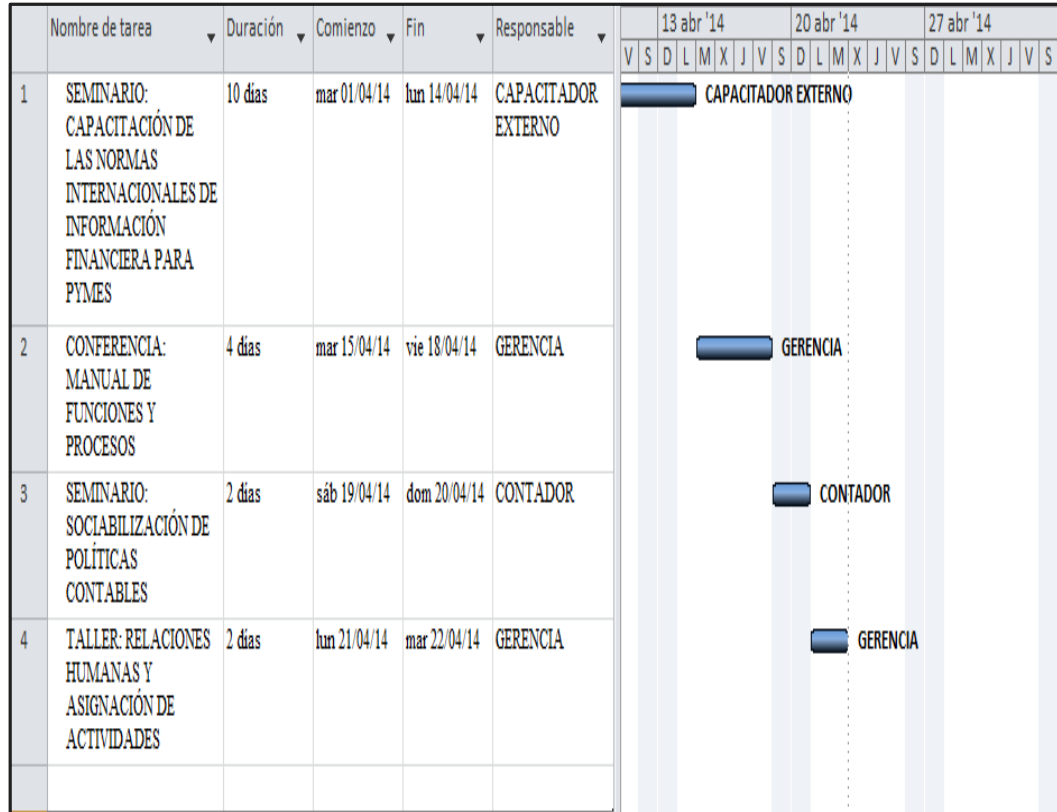 Nombre de tarea Duración Comienzo Fin Responsable 13 abr '14 20 abr '14 27 abr '14
V S D L M X J V S D L M X J V S D L M X J V S
1 SEMINARIO: 10 días mar 01/04/14 lun 14/04/14 CAPACITADOR CAPACITADOR EXTERNO
CAPACITACIÓN DE EXTERNO
LAS NORMAS
INTERNACIONALES DE
INFORMACIÓN
FINANCIERA PARA
PYMES
2 CONFERENCIA: 4 días mar 15/04/14 vie 18/04/14 GERENCIA GERENCIA
MANUAL DE
FUNCIONES Y
PROCESOS
3 SEMINARIO: 2 días sáb 19/04/14 dom 20/04/14 CONTADOR CONTADOR
SOCIABILIZACIÓN DE
POLÍTICAS
CONTABLES
4 TALLER: RELACIONES 2 días lun 21/04/14 mar 22/04/14 GERENCIA GERENCIA
HUMANAS Y
ASIGNACIÓN DE
ACTIVIDADES